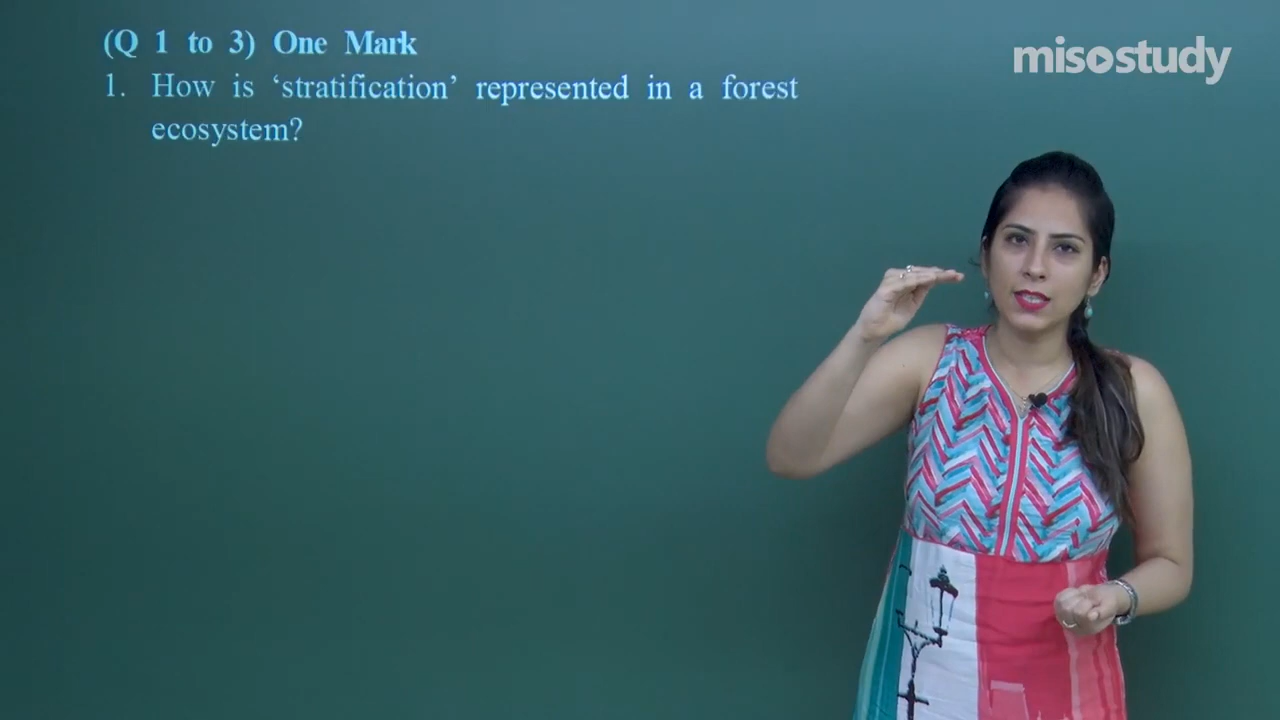 (Q 1 to 3) One Mark
misostudy
1. How is ‘stratification’ represented in a forest
ecosystem?